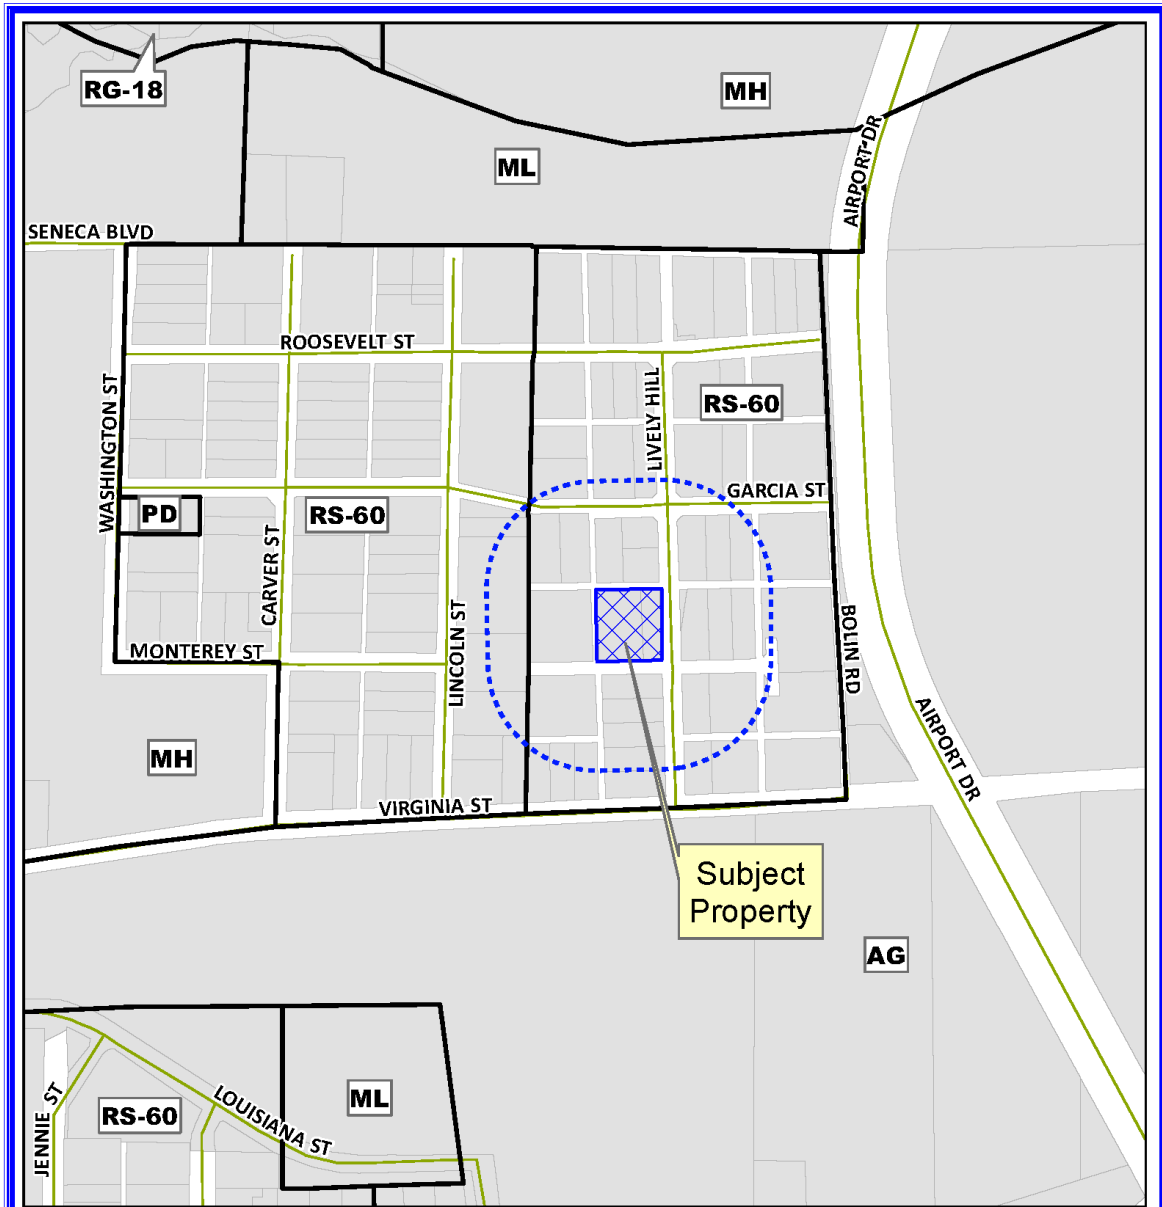 RG-18
MH
AIRPORT DR
ML
SENECA BLVD
ROOSEVELT ST
WASHINGTON ST
LIVELY HILL
RS-60
GARCIA ST
PD
RS-60
CARVER ST
LINCOLN ST
MONTEREY ST
BOLIN RD
AIRPORT DR
MH
VIRGINIA ST
Subject
Property
AG
ML
RS-60
LOUISIANA ST
JENNIE ST